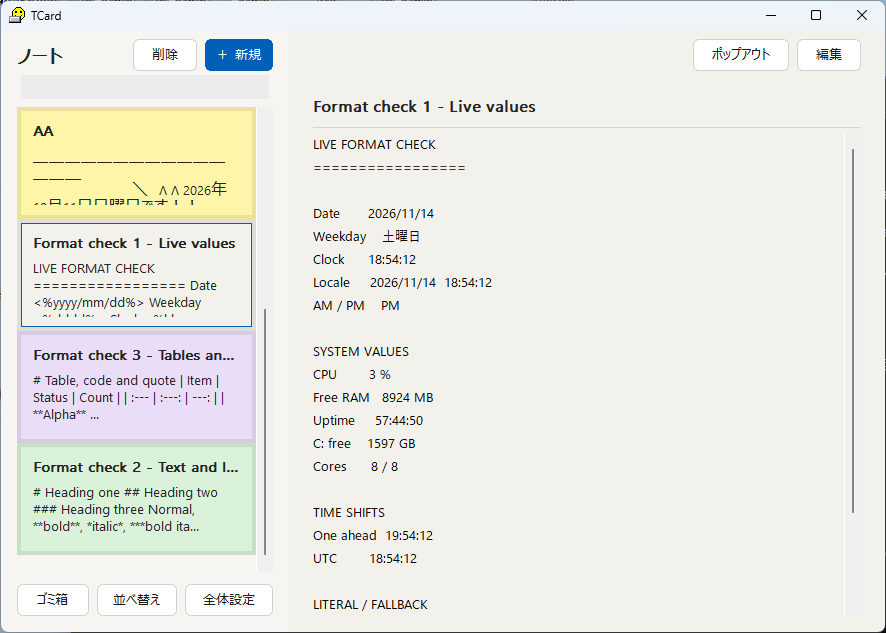 TCard
ノート
削除
+ 新規
ポップアウト
編集
AA
————————————
———　　＼ ∧∧ 2026年
Format check 1 - Live values
LIVE FORMAT CHECK
================= Date
<%yyyy/mm/dd%> Weekday
Format check 3 - Tables an...
# Table, code and quote | Item |
Status | Count | | :--- | :---: | ---: | |
**Alpha** ...
Format check 2 - Text and l...
# Heading one ## Heading two
### Heading three Normal,
**bold**, *italic*, ***bold ita...
ゴミ箱
並べ替え
全体設定
Format check 1 - Live values
LIVE FORMAT CHECK
=================
Date 2026/11/14
Weekday 土曜日
Clock 18:54:12
Locale 2026/11/14 18:54:12
AM / PM PM
SYSTEM VALUES
CPU 3 %
Free RAM 8924 MB
Uptime 57:44:50
C: free 1597 GB
Cores 8 / 8
TIME SHIFTS
One ahead 19:54:12
UTC 18:54:12
LITERAL / FALLBACK